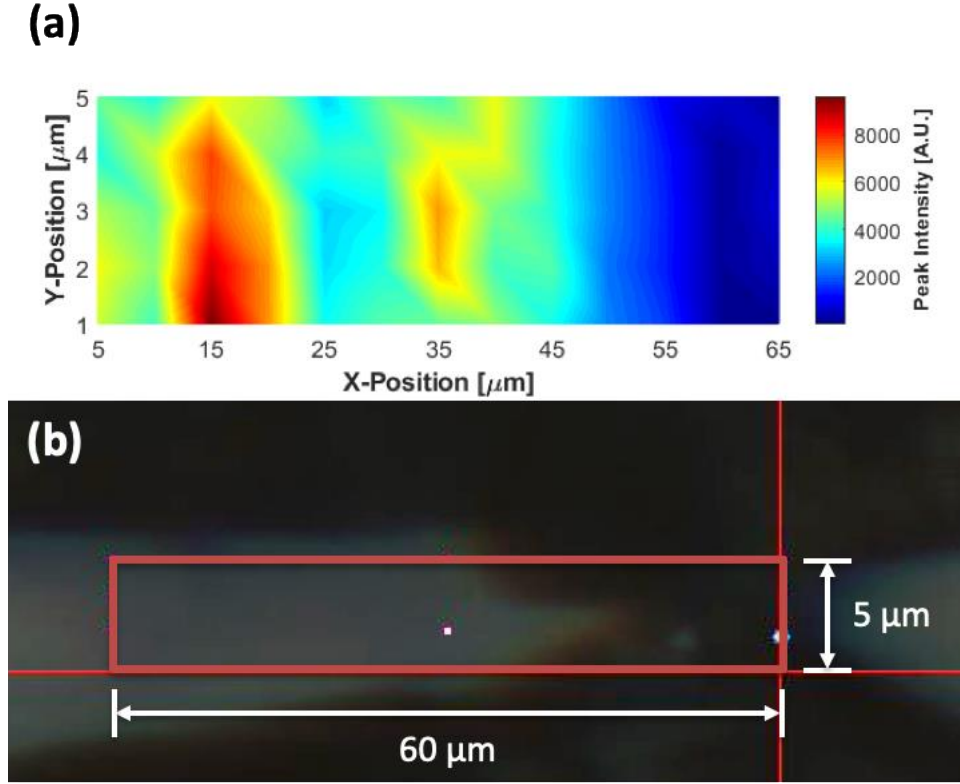 (a)
5
4
3
2
1
Y-Position [μm]
5 15 25 35 45 55 65
X-Position [μm]
8000
6000
4000
2000
Peak Intensity [A.U.]
(b)
5 μm
60 μm